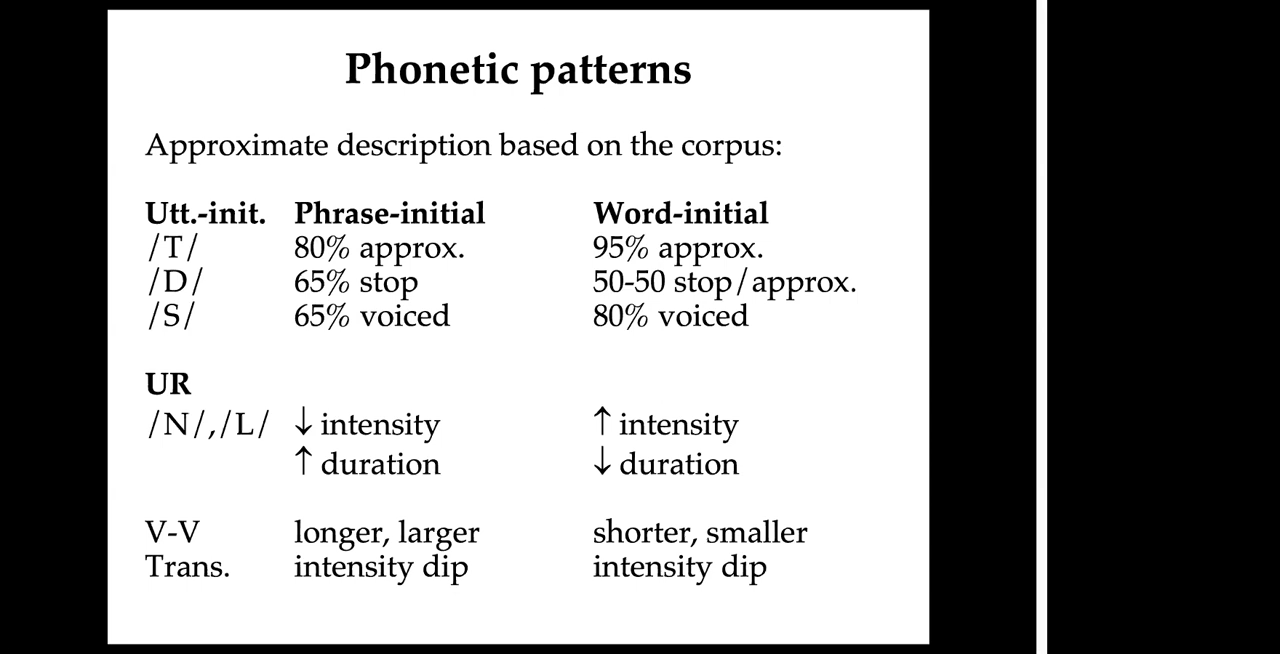 Phonetic patterns
Approximate description based on the corpus:
Utt.-init. Phrase-initial Word-initial
/T/ 80% approx. 95% approx.
/D/ 65% stop 50-50 stop/approx.
/S/ 65% voiced 80% voiced
UR
/N/,/L/ ↓ intensity ↑ intensity
↑ duration ↓ duration
V-V longer, larger shorter, smaller
Trans. intensity dip intensity dip